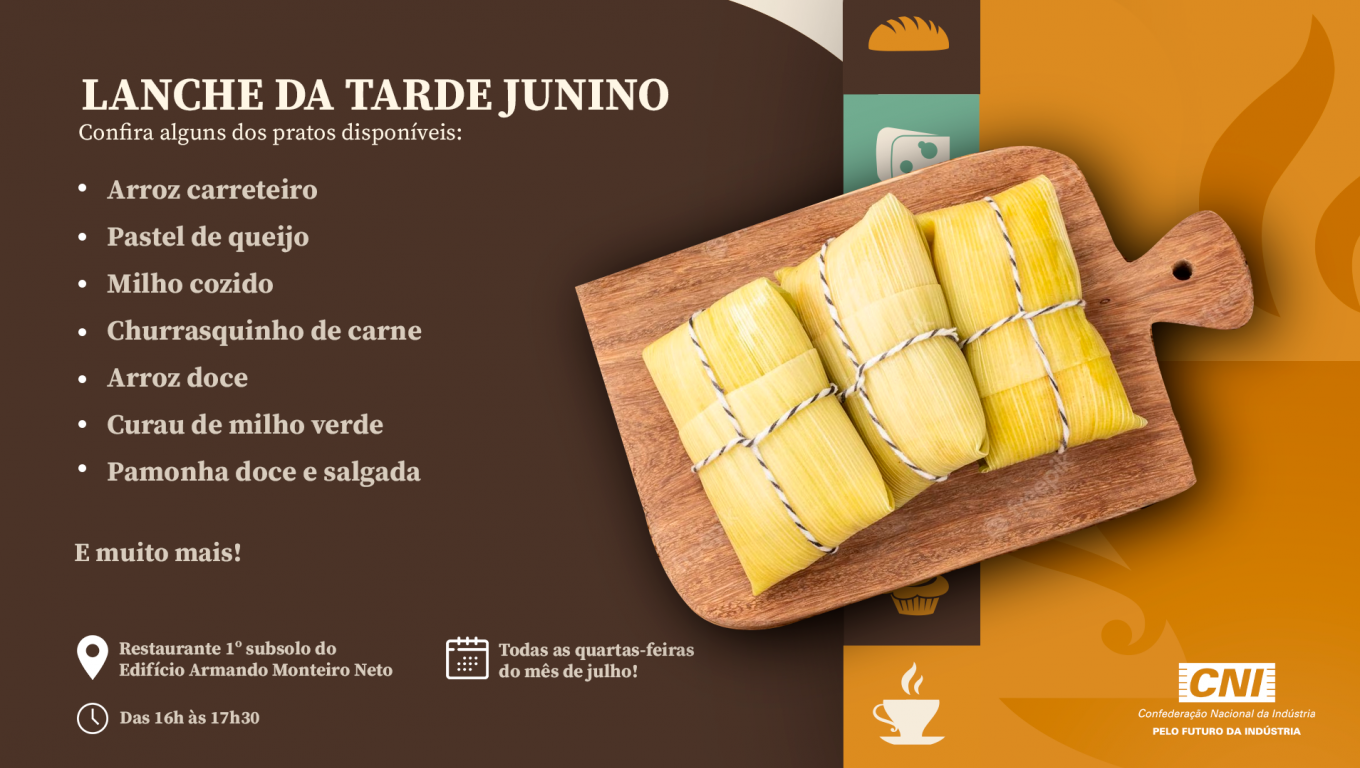 LANCHE DA TARDE JUNINO
Confira alguns dos pratos disponíveis:
• Arroz carreteiro
• Pastel de queijo
• Milho cozido
• Churrasquinho de carne
• Arroz doce
• Curau de milho verde
• Pamonha doce e salgada
E muito mais!
Restaurante 1º subsolo do
Edifício Armando Monteiro Neto
Todas as quartas-feiras
do mês de julho!
Das 16h às 17h30
CNI
Confederação Nacional da Indústria
PELO FUTURO DA INDÚSTRIA
freepik